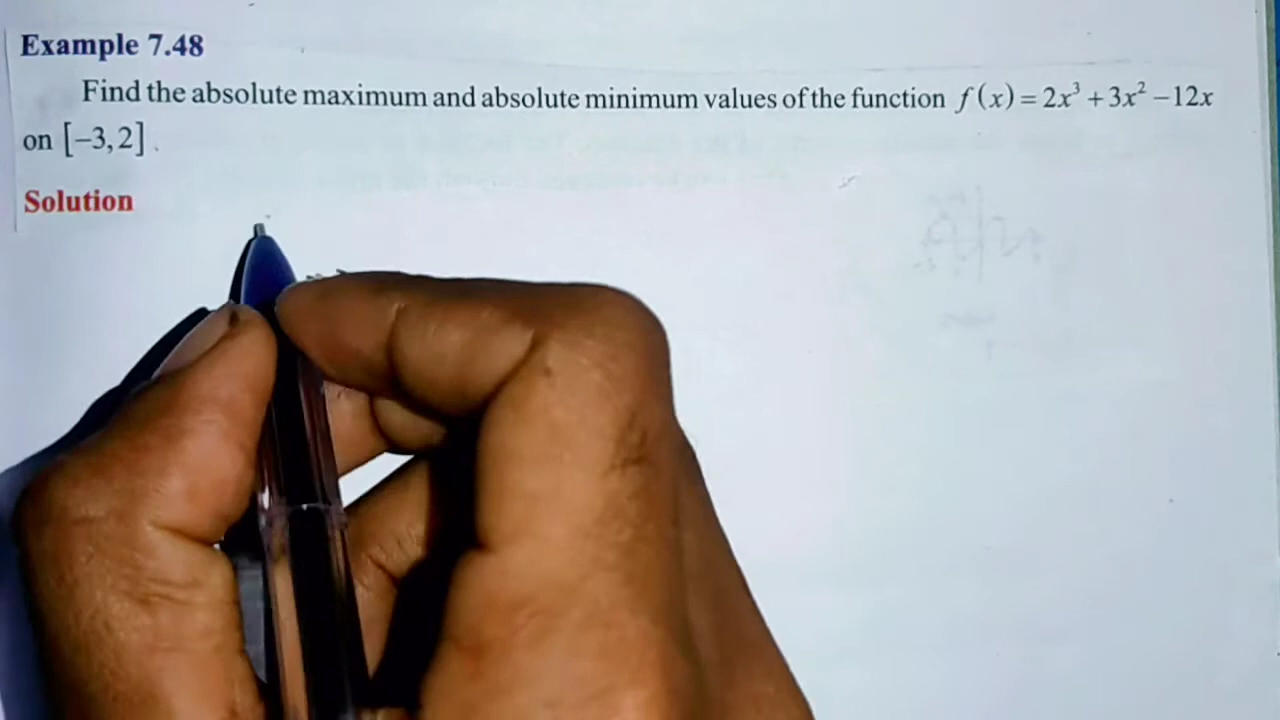 Example 7.48
Find the absolute maximum and absolute minimum values of the function f(x) = 2x³ + 3x² − 12x
on [−3, 2].
Solution